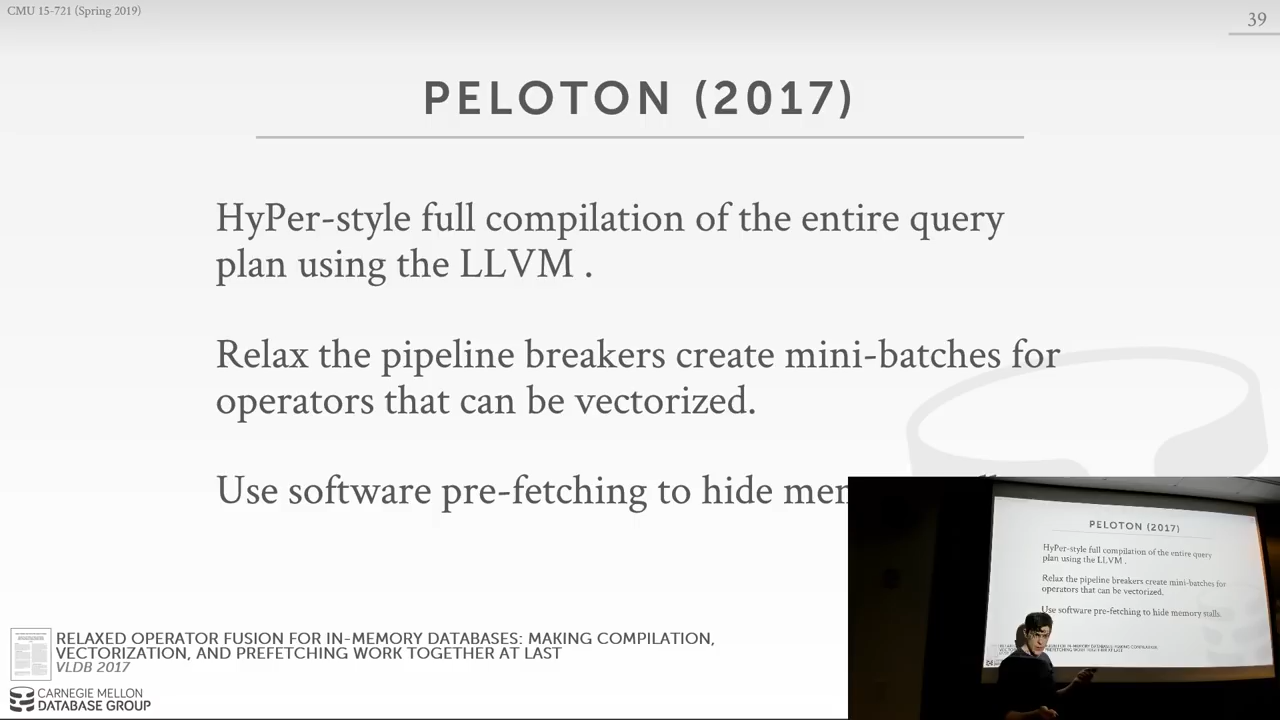 CMU 15-721 (Spring 2019)
39
PELOTON (2017)
HyPer-style full compilation of the entire query
plan using the LLVM .
Relax the pipeline breakers create mini-batches for
operators that can be vectorized.
Use software pre-fetching to hide mem
RELAXED OPERATOR FUSION FOR IN-MEMORY DATABASES: MAKING COMPILATION,
VECTORIZATION, AND PREFETCHING WORK TOGETHER AT LAST
VLDB 2017
CARNEGIE MELLON
DATABASE GROUP
PELOTON (2017)
HyPer-style full compilation of the entire query
plan using the LLVM .
Relax the pipeline breakers create mini-batches for
operators that can be vectorized.
Use software pre-fetching to hide memory stalls.